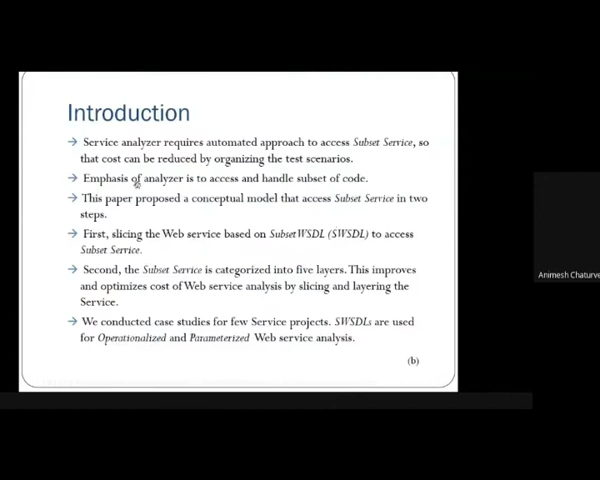 Introduction
→ Service analyzer requires automated approach to access Subset Service, so
that cost can be reduced by organizing the test scenarios.
→ Emphasis of analyzer is to access and handle subset of code.
→ This paper proposed a conceptual model that access Subset Service in two
steps.
→ First, slicing the Web service based on Subset WSDL (SWSDL) to access
Subset Service.
→ Second, the Subset Service is categorized into five layers. This improves
and optimizes cost of Web service analysis by slicing and layering the
Service.
→ We conducted case studies for few Service projects. SWSDLs are used
for Operationalized and Parameterized Web service analysis.
(b)
Animesh Chaturve